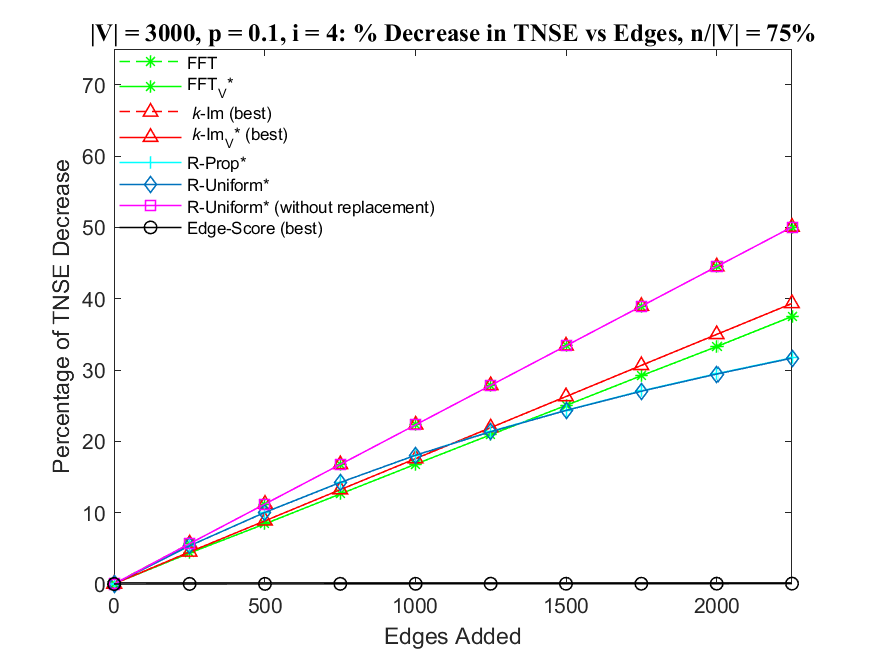 |V| = 3000, p = 0.1, i = 4: % Decrease in TNSE vs Edges, n/|V| = 75%
FFT
FFT_V*
k-Im (best)
k-Im_V* (best)
R-Prop*
R-Uniform*
R-Uniform* (without replacement)
Edge-Score (best)
Percentage of TNSE Decrease
70
60
50
40
30
20
10
0
0 500 1000 1500 2000
Edges Added